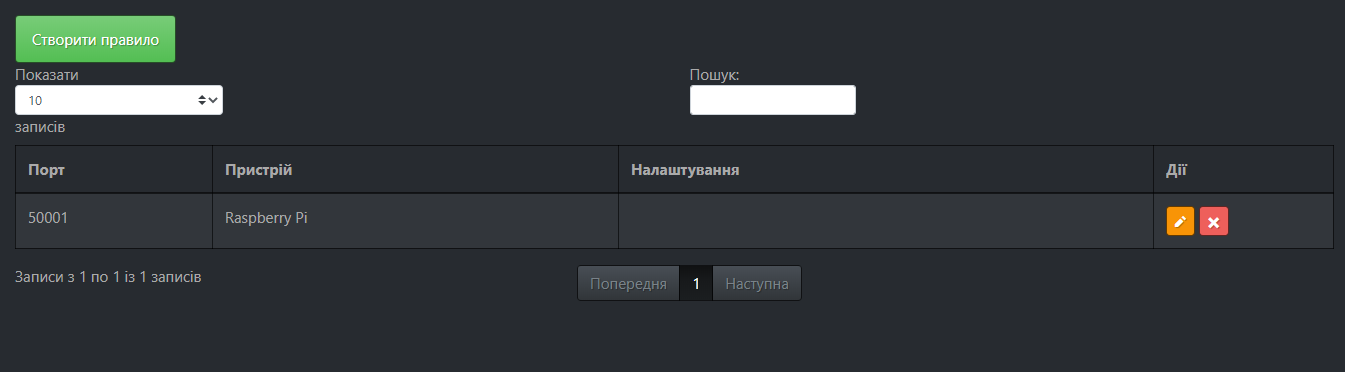 Створити правило
Показати
Пошук:
10
записів
Порт Пристрій Налаштування Дії
50001 Raspberry Pi
Записи з 1 по 1 із 1 записів
Попередня 1 Наступна